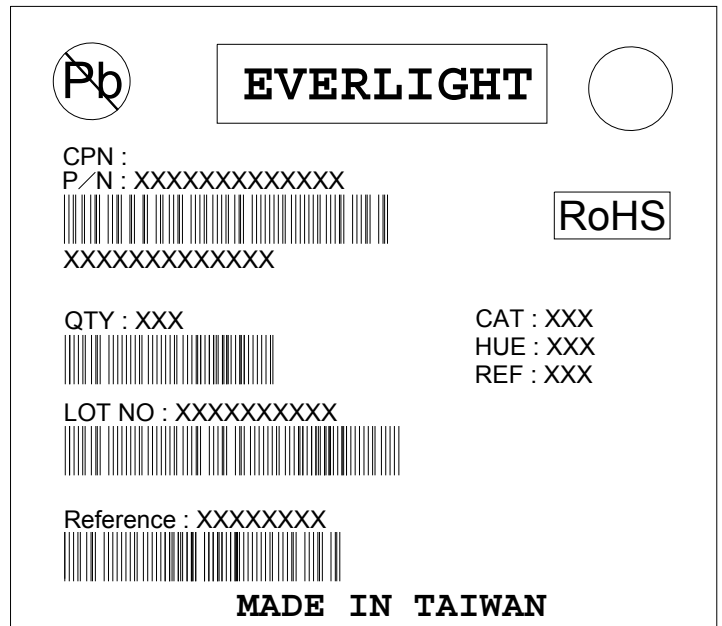 Pb
EVERLIGHT
CPN :
P/N : XXXXXXXXXXXXX
XXXXXXXXXXXXX
RoHS
QTY : XXX
CAT : XXX
HUE : XXX
REF : XXX
LOT NO : XXXXXXXXXX
Reference : XXXXXXXX
MADE IN TAIWAN